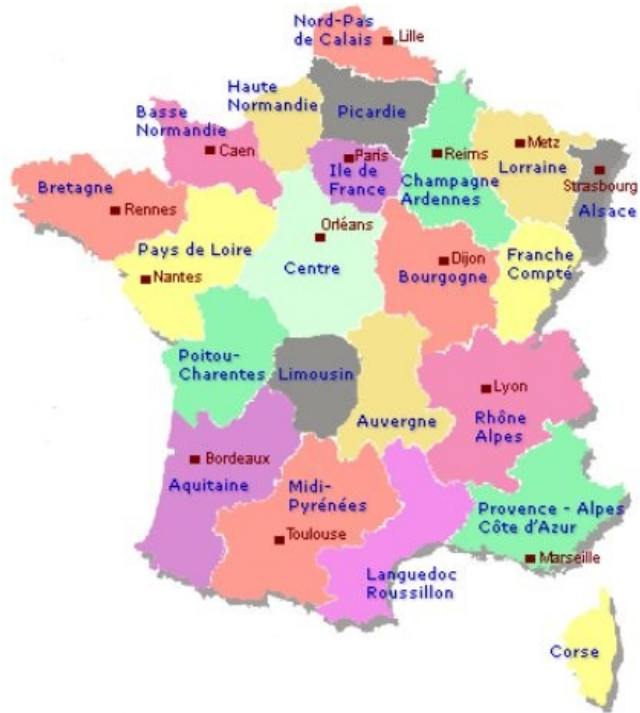 Nord-Pas
de Calais
Lille
Haute
Normandie
Picardie
Basse
Normandie
Caen
Paris
Ile de
France
Reims
Champagne
Ardennes
Metz
Lorraine
Strasbourg
Alsace
Bretagne
Rennes
Orléans
Pays de Loire
Nantes
Centre
Dijon
Bourgogne
Franche
Compté
Poitou-
Charentes
Limousin
Auvergne
Lyon
Rhône
Alpes
Bordeaux
Aquitaine
Midi-
Pyrénées
Toulouse
Provence - Alpes
Côte d'Azur
Marseille
Languedoc
Roussillon
Corse